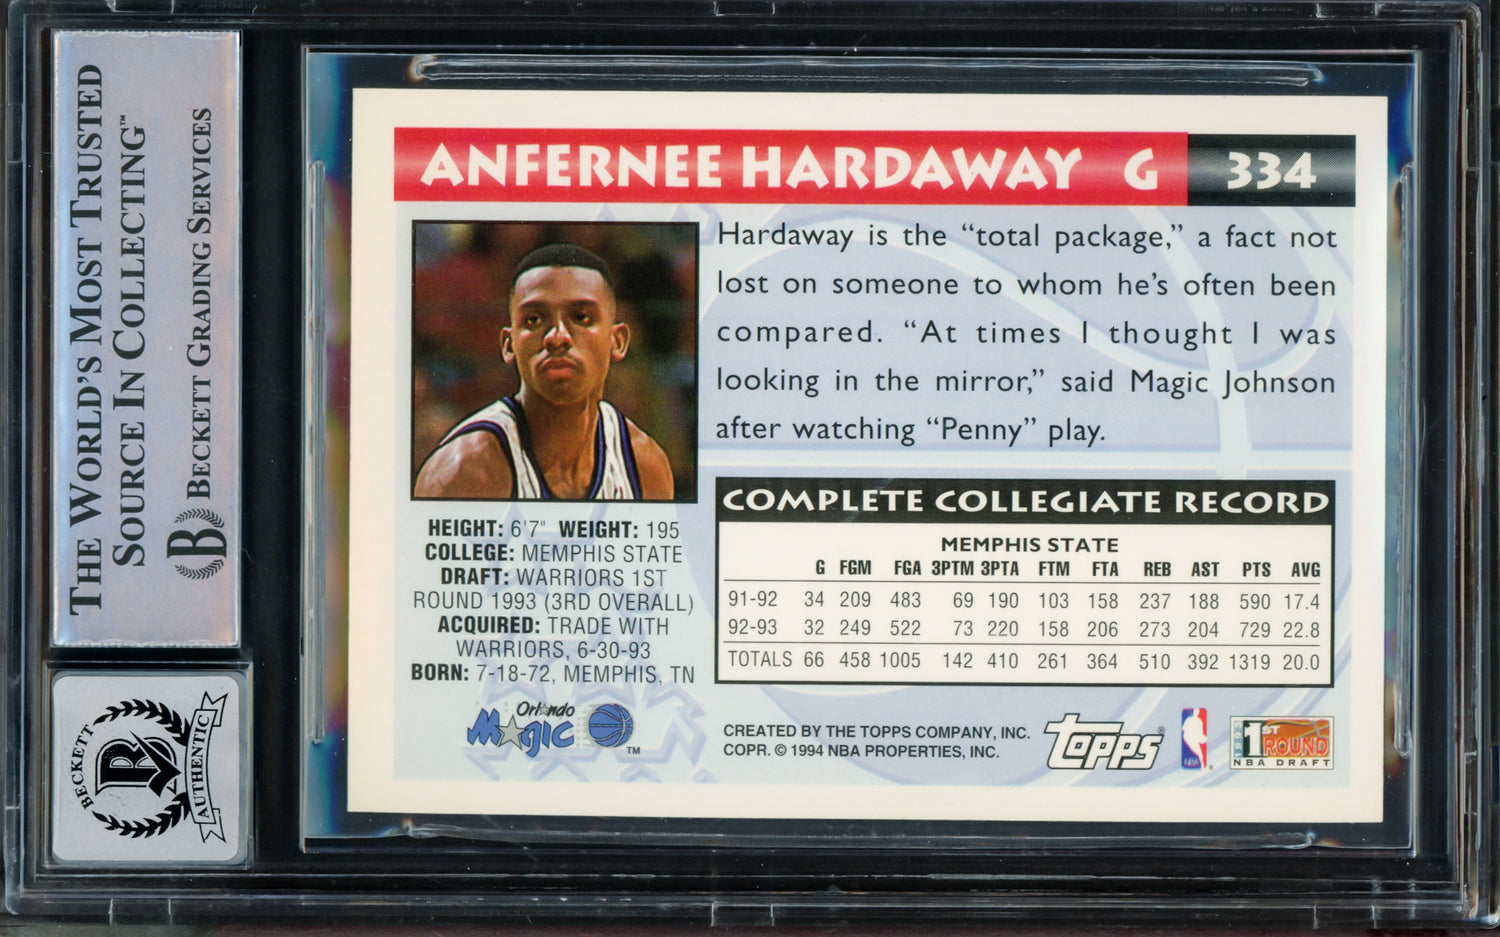 THE WORLD'S MOST TRUSTED
SOURCE IN COLLECTING™
BECKETT GRADING SERVICES
B
BECKETT
B
AUTHENTIC
ANFERNEE HARDAWAY G 334
Hardaway is the “total package,” a fact not
lost on someone to whom he's often been
compared. “At times I thought I was
looking in the mirror,” said Magic Johnson
after watching “Penny” play.
HEIGHT: 6'7" WEIGHT: 195
COLLEGE: MEMPHIS STATE
DRAFT: WARRIORS 1ST
ROUND 1993 (3RD OVERALL)
ACQUIRED: TRADE WITH
WARRIORS, 6-30-93
BORN: 7-18-72, MEMPHIS, TN
Orlando
Magic TM
COMPLETE COLLEGIATE RECORD
MEMPHIS STATE
G FGM FGA 3PTM 3PTA FTM FTA REB AST PTS AVG
91-92 34 209 483 69 190 103 158 237 188 590 17.4
92-93 32 249 522 73 220 158 206 273 204 729 22.8
TOTALS 66 458 1005 142 410 261 364 510 392 1319 20.0
CREATED BY THE TOPPS COMPANY, INC.
COPR. © 1994 NBA PROPERTIES, INC.
topps®
NBA
1993
1ST
ROUND
NBA DRAFT